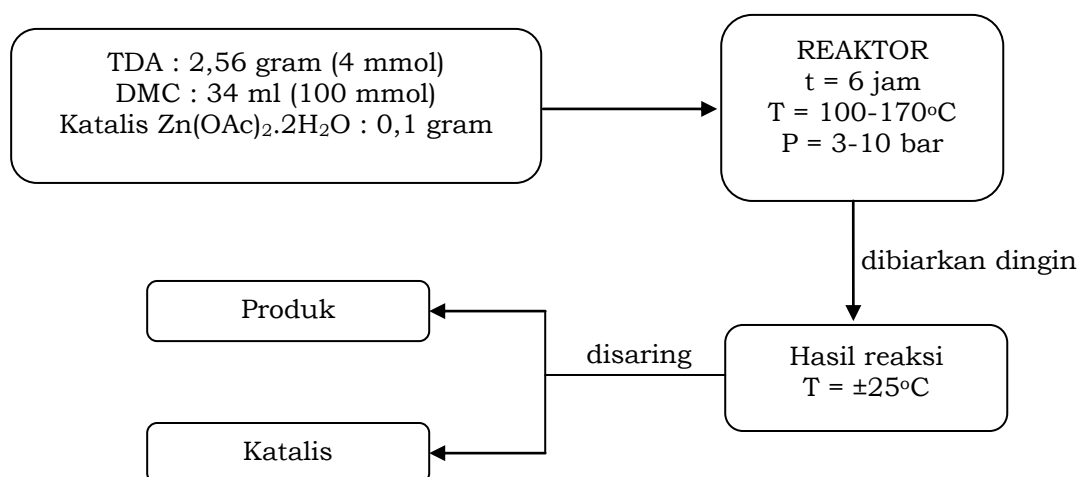 TDA : 2,56 gram (4 mmol)
DMC : 34 ml (100 mmol)
Katalis Zn(OAc)₂.2H₂O : 0,1 gram
REAKTOR
t = 6 jam
T = 100-170ᵒC
P = 3-10 bar
dibiarkan dingin
Hasil reaksi
T = ±25ᵒC
disaring
Produk
Katalis